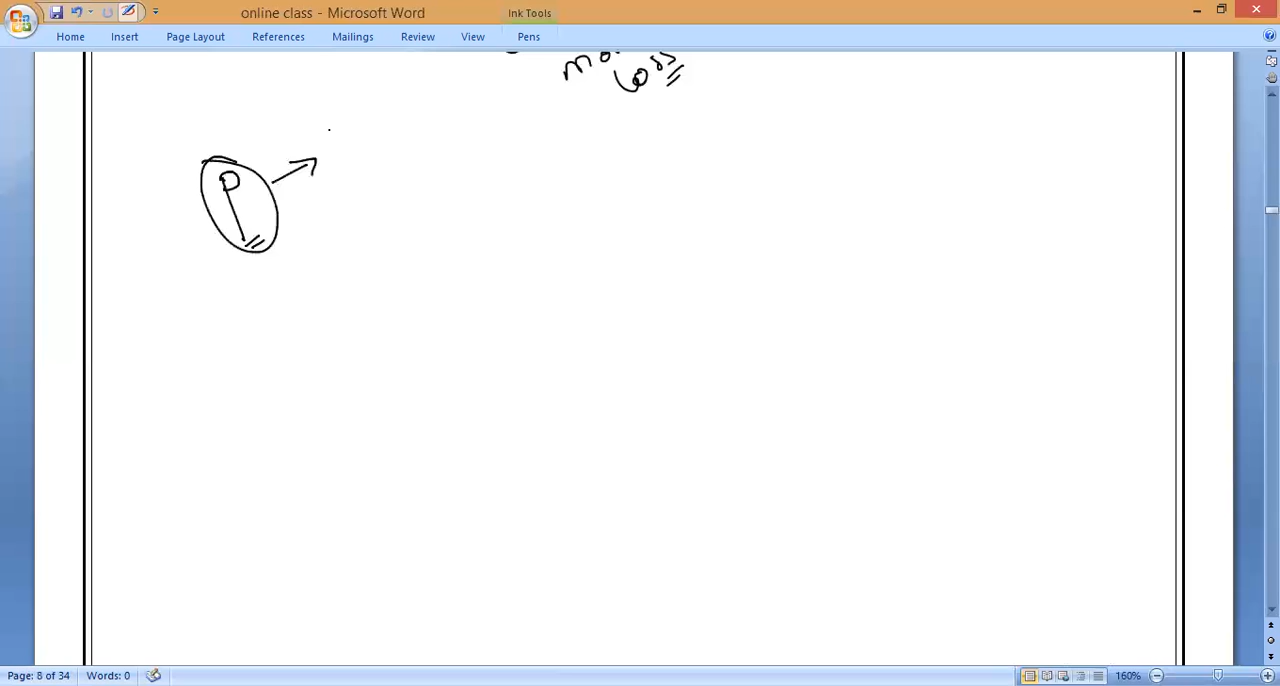 online class - Microsoft Word
Ink Tools
Home Insert Page Layout References Mailings Review View Pens
P
Page: 8 of 34 Words: 0 160%